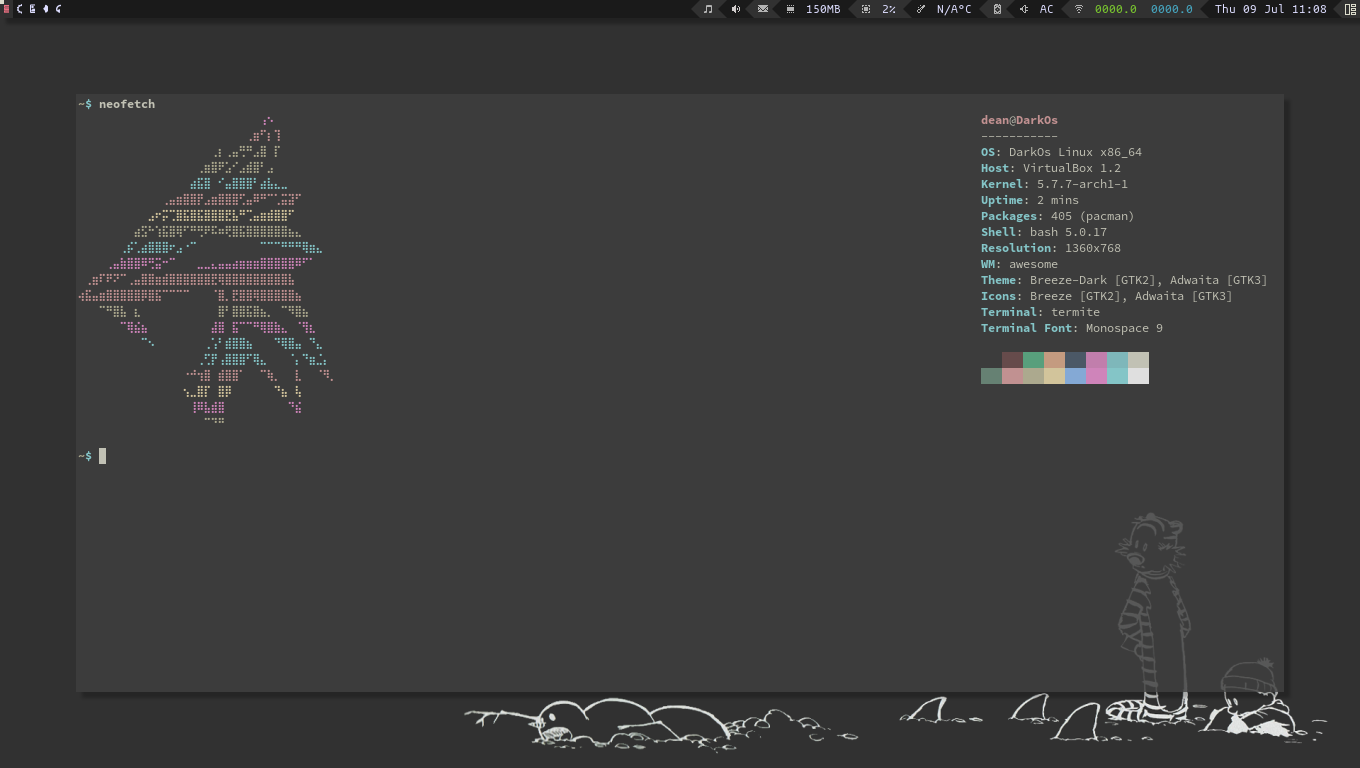 150MB 2% N/A°C AC 0000.0 0000.0 Thu 09 Jul 11:08
~$ neofetch
dean@DarkOs
-----------
OS: DarkOs Linux x86_64
Host: VirtualBox 1.2
Kernel: 5.7.7-arch1-1
Uptime: 2 mins
Packages: 405 (pacman)
Shell: bash 5.0.17
Resolution: 1360x768
WM: awesome
Theme: Breeze-Dark [GTK2], Adwaita [GTK3]
Icons: Breeze [GTK2], Adwaita [GTK3]
Terminal: termite
Terminal Font: Monospace 9
~$